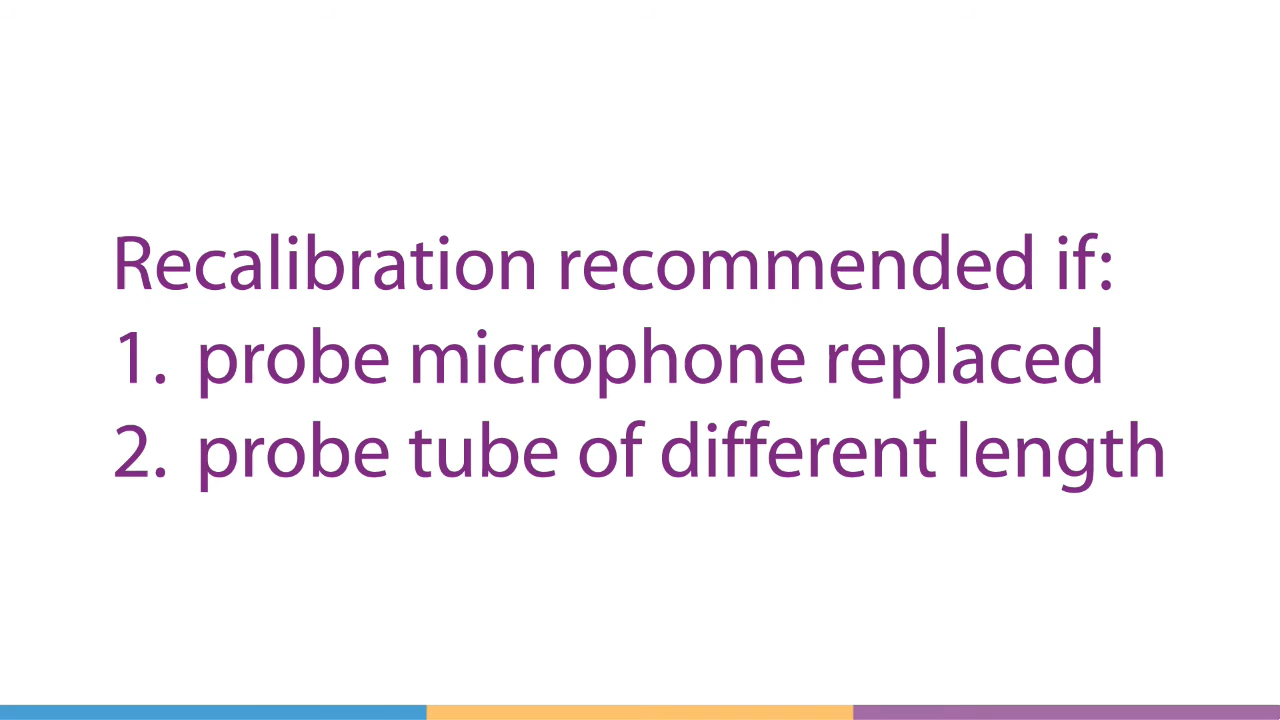 Recalibration recommended if:
1. probe microphone replaced
2. probe tube of different length